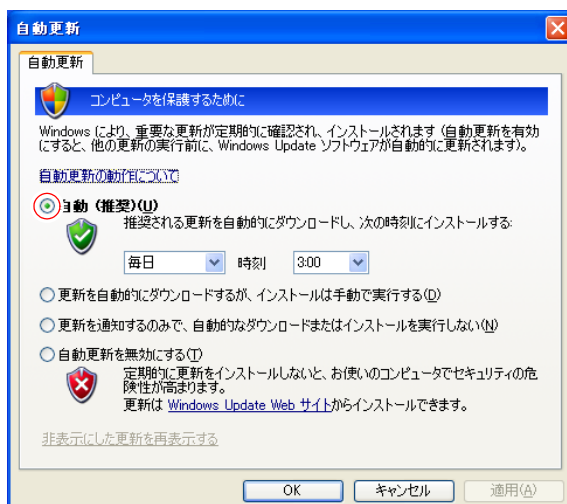 自動更新
自動更新
コンピュータを保護するために
Windows により、重要な更新が定期的に確認され、インストールされます (自動更新を有効
にすると、他の更新の実行前に、Windows Update ソフトウェアが自動的に更新されます)。
自動更新の動作について
自動 (推奨)(U)
推奨される更新を自動的にダウンロードし、次の時刻にインストールする:
毎日 時刻 3:00
更新を自動的にダウンロードするが、インストールは手動で実行する(D)
更新を通知するのみで、自動的なダウンロードまたはインストールを実行しない(N)
自動更新を無効にする(T)
定期的に更新をインストールしないと、お使いのコンピュータでセキュリティの危
険性が高まります。
更新は Windows Update Web サイトからインストールできます。
非表示にした更新を再表示する
OK キャンセル 適用(A)